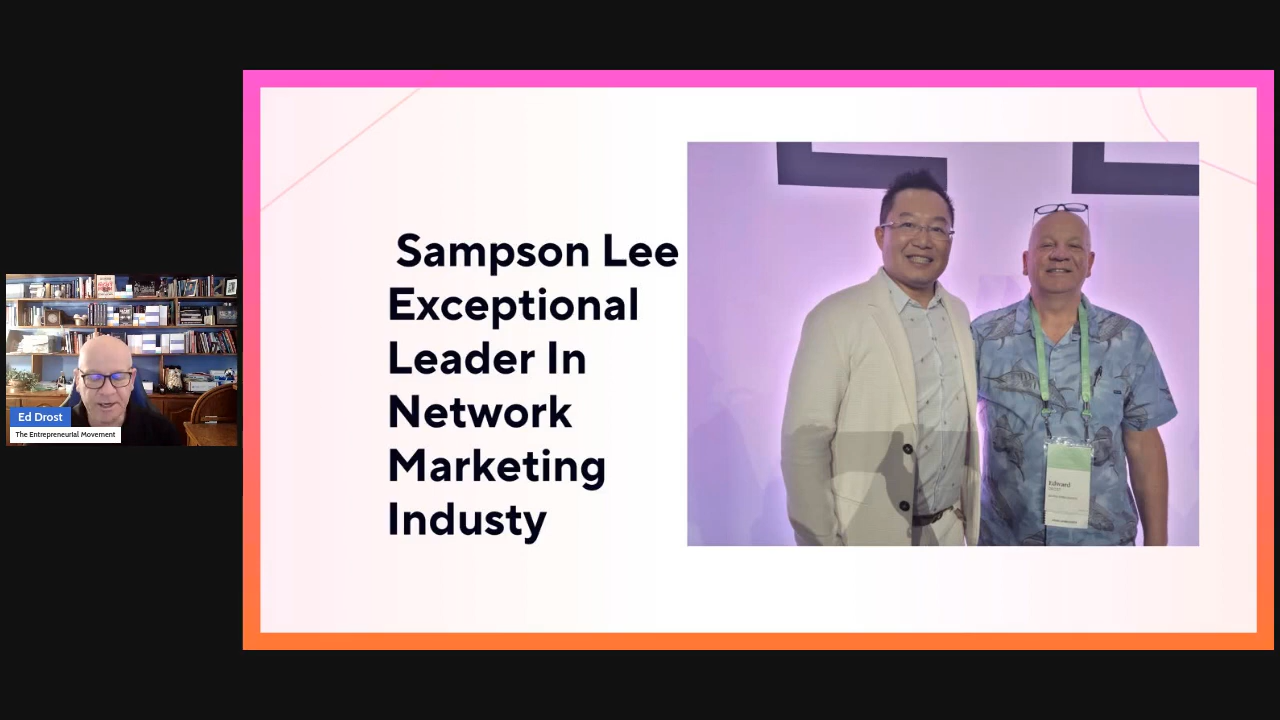 Sampson Lee
Exceptional
Leader In
Network
Marketing
Industy
Ed Drost
The Entrepreneurial Movement
Edward